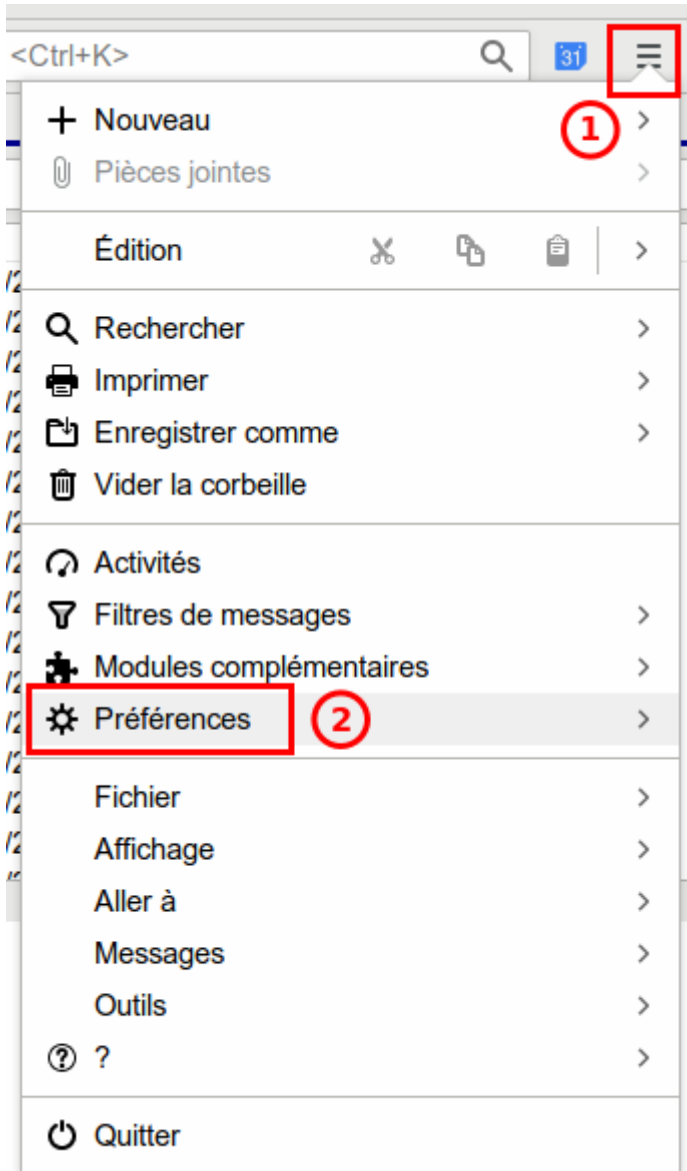 <Ctrl+K>
31
1
Nouveau
Pièces jointes
Édition
Rechercher
Imprimer
Enregistrer comme
Vider la corbeille
Activités
Filtres de messages
Modules complémentaires
Préférences
2
Fichier
Affichage
Aller à
Messages
Outils
?
?
Quitter